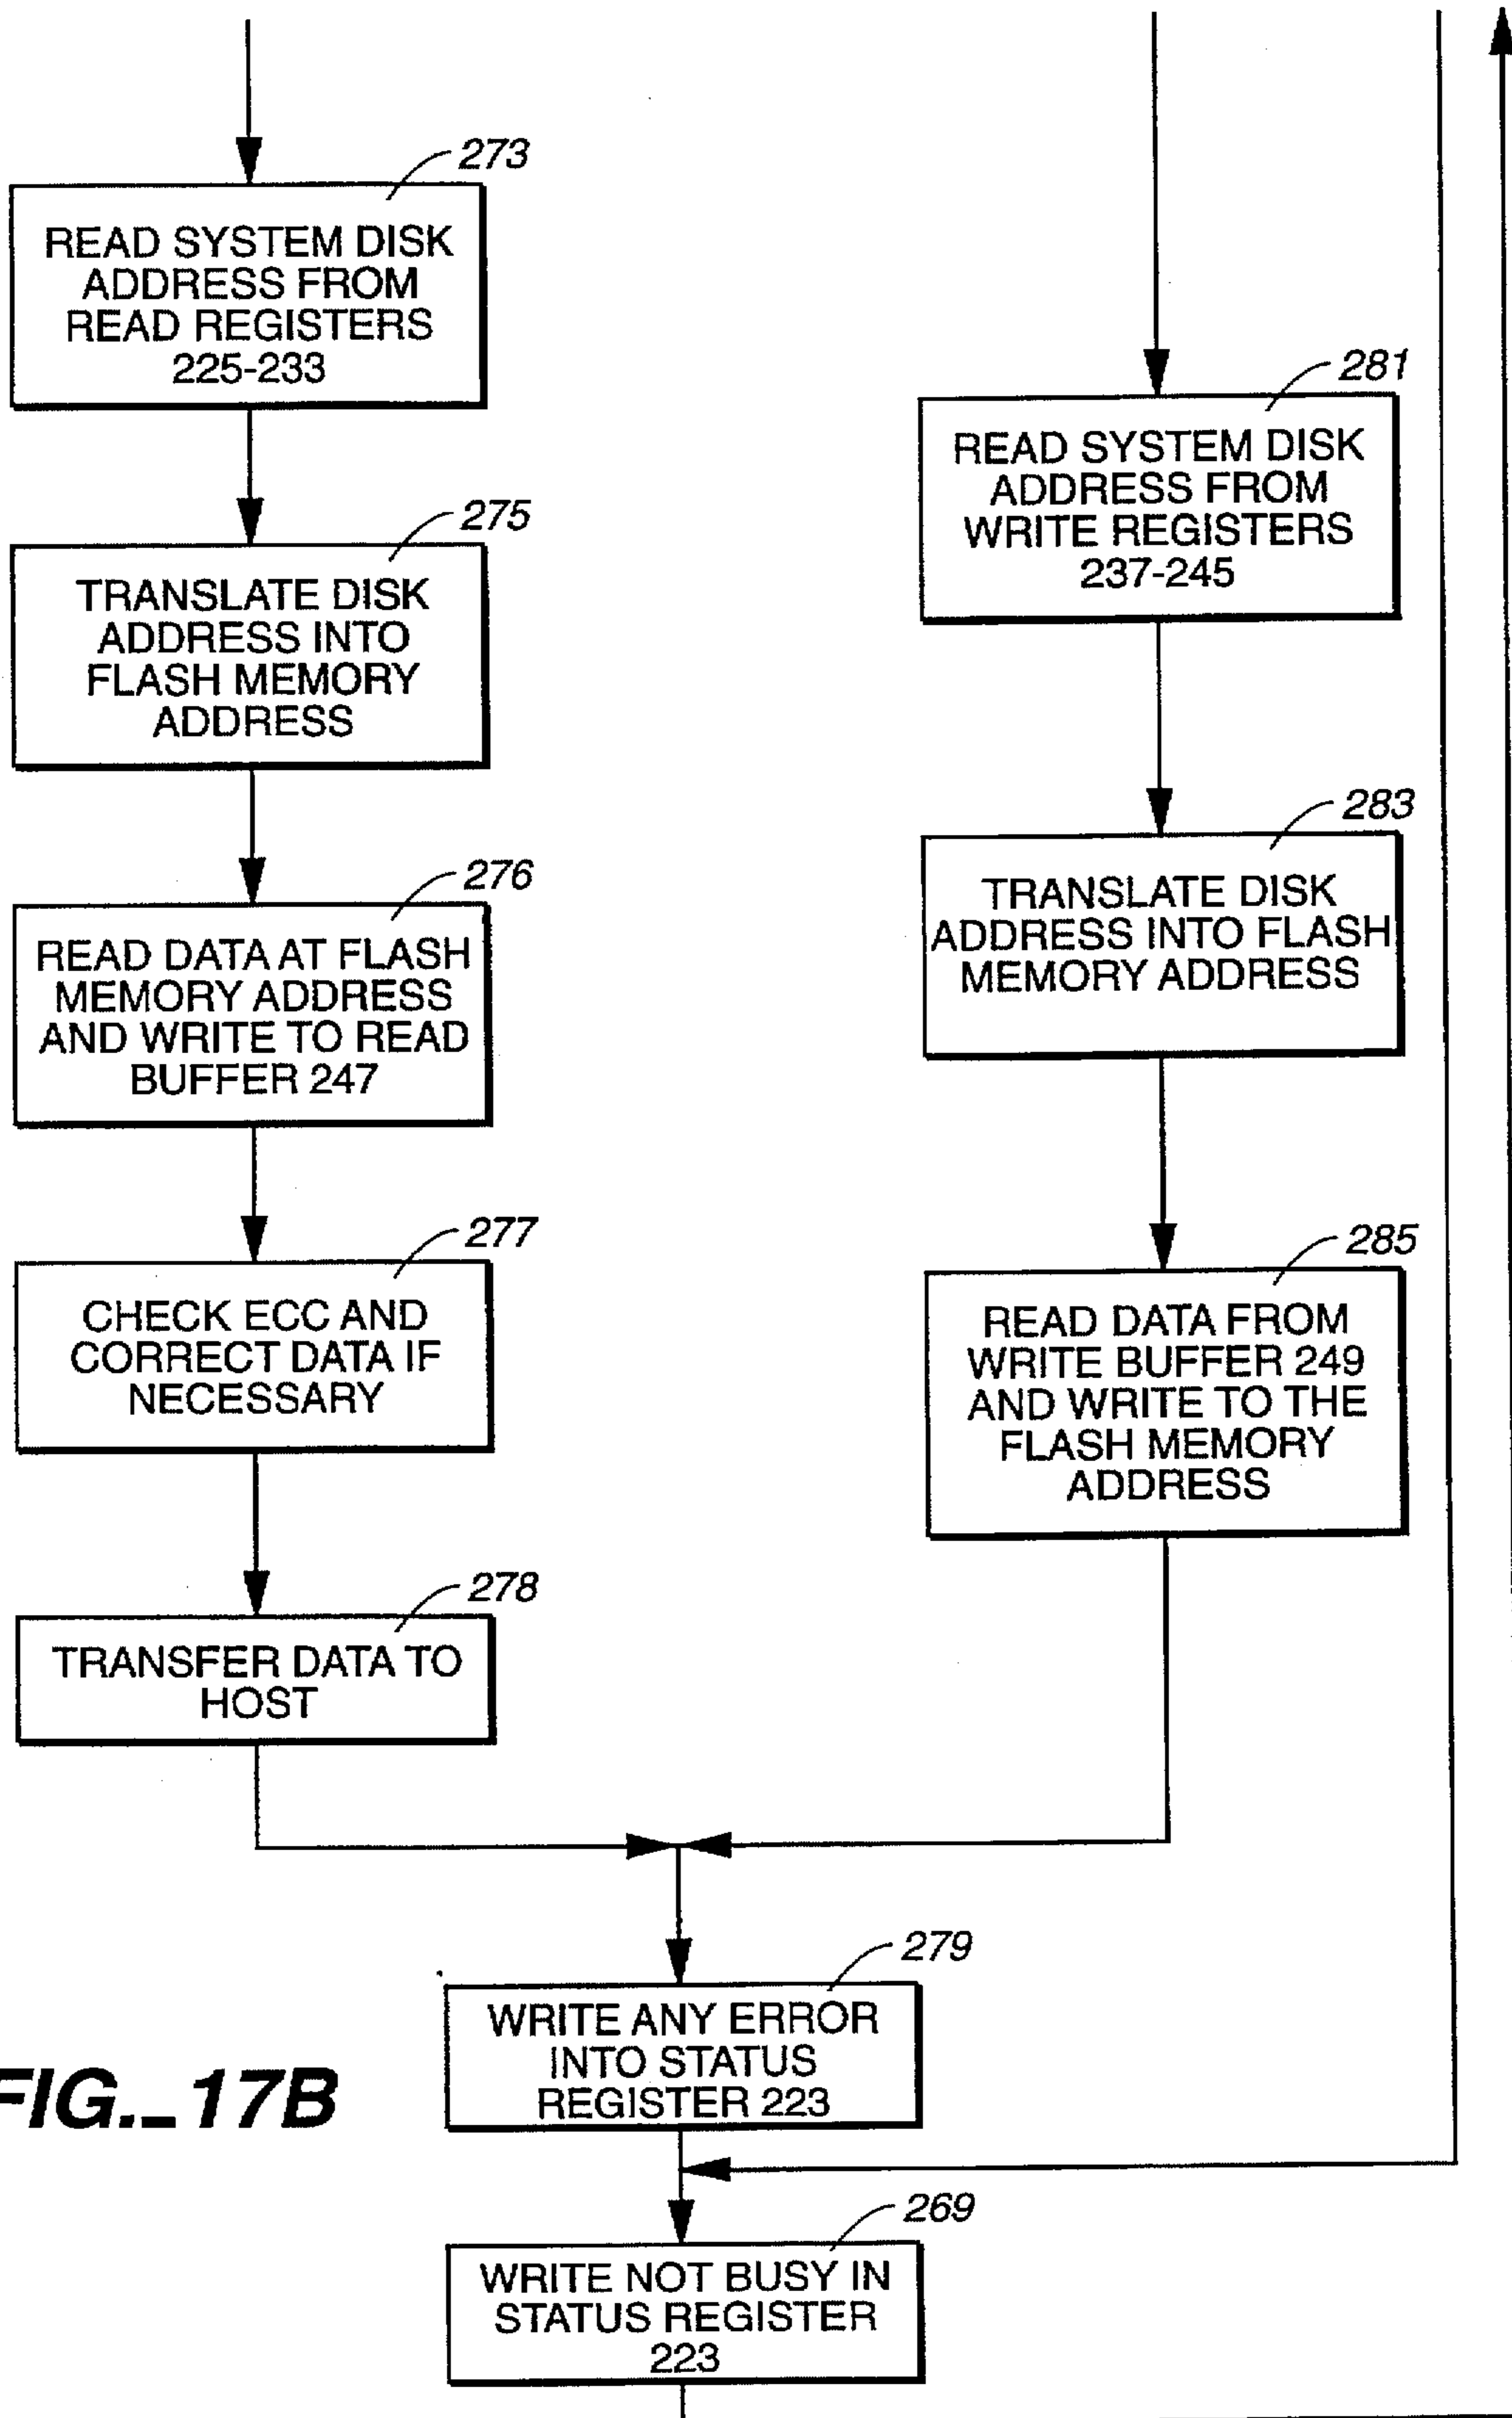 273
READ SYSTEM DISK
ADDRESS FROM
READ REGISTERS
225-233
275
TRANSLATE DISK
ADDRESS INTO
FLASH MEMORY
ADDRESS
276
READ DATA AT FLASH
MEMORY ADDRESS
AND WRITE TO READ
BUFFER 247
277
CHECK ECC AND
CORRECT DATA IF
NECESSARY
278
TRANSFER DATA TO
HOST
281
READ SYSTEM DISK
ADDRESS FROM
WRITE REGISTERS
237-245
283
TRANSLATE DISK
ADDRESS INTO FLASH
MEMORY ADDRESS
285
READ DATA FROM
WRITE BUFFER 249
AND WRITE TO THE
FLASH MEMORY
ADDRESS
279
WRITE ANY ERROR
INTO STATUS
REGISTER 223
269
WRITE NOT BUSY IN
STATUS REGISTER
223
FIG._17B